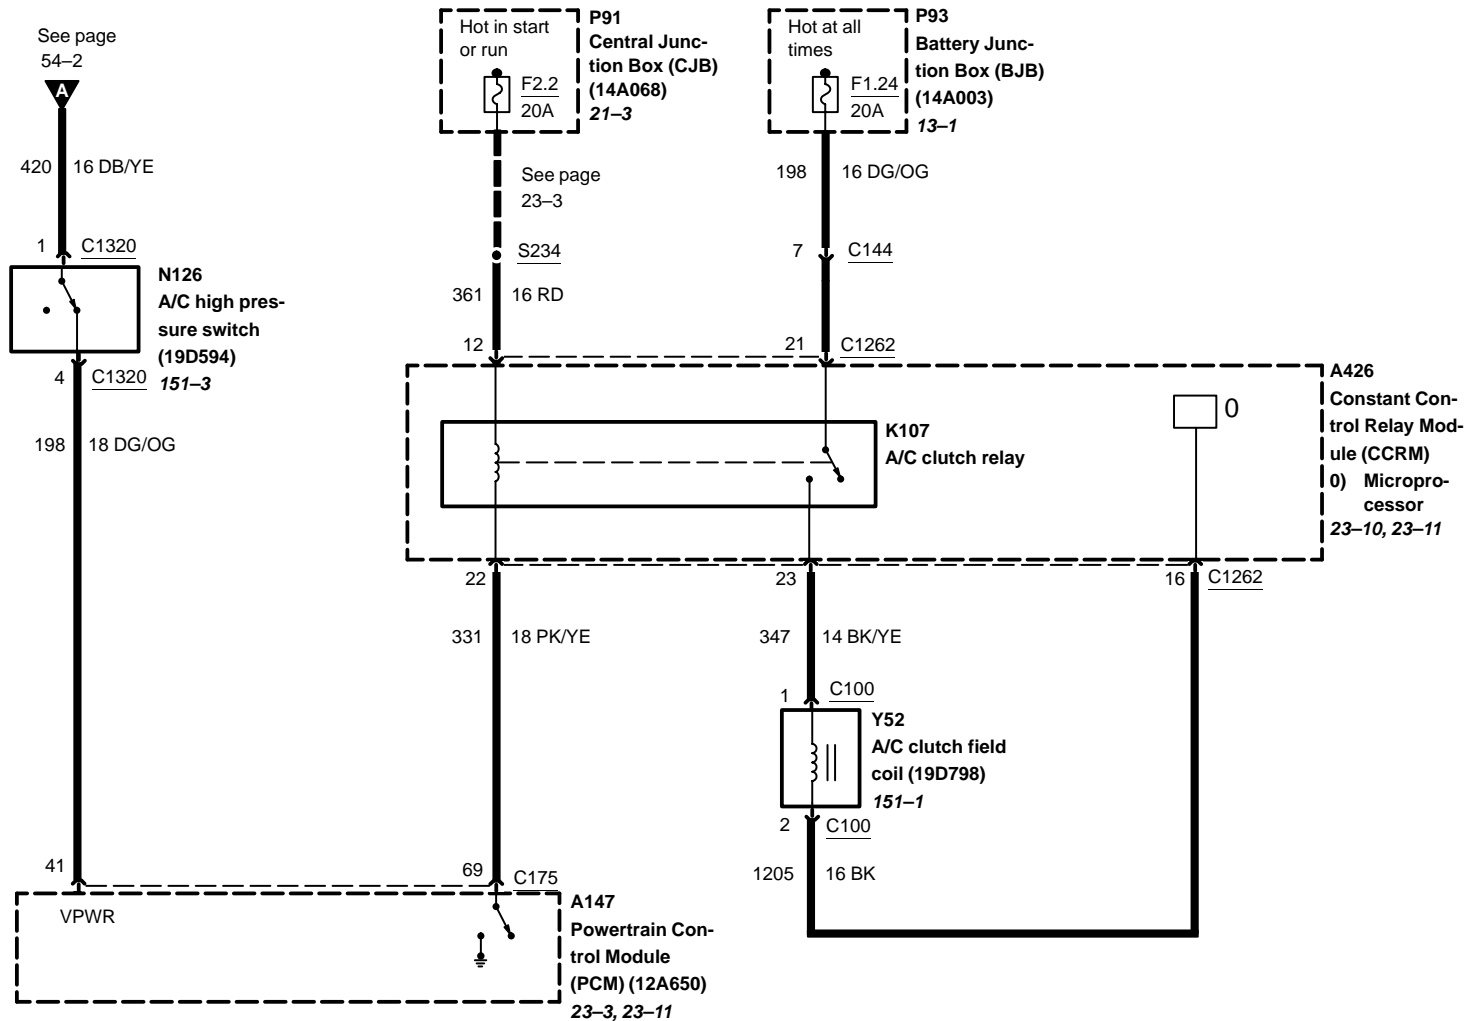 See page
54–2
A
420 16 DB/YE
1 C1320
N126
A/C high pres-
sure switch
(19D594)
151–3
4 C1320
198 18 DG/OG
41
VPWR
Hot in start
or run
F2.2
20A
P91
Central Junc-
tion Box (CJB)
(14A068)
21–3
See page
23–3
S234
361 16 RD
12
Hot at all
times
F1.24
20A
P93
Battery Junc-
tion Box (BJB)
(14A003)
13–1
198 16 DG/OG
7 C144
21 C1262
K107
A/C clutch relay
0
A426
Constant Con-
trol Relay Mod-
ule (CCRM)
0) Micropro-
cessor
23–10, 23–11
22
23
16 C1262
331 18 PK/YE
347 14 BK/YE
1 C100
Y52
A/C clutch field
coil (19D798)
151–1
2 C100
1205 16 BK
69 C175
A147
Powertrain Con-
trol Module
(PCM) (12A650)
23–3, 23–11